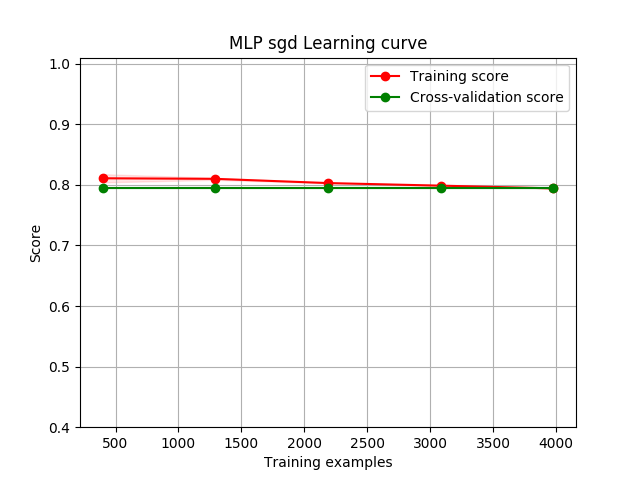 MLP sgd Learning curve
Training score
Cross-validation score
1.0
0.9
0.8
0.7
0.6
0.5
0.4
Score
500 1000 1500 2000 2500 3000 3500 4000
Training examples